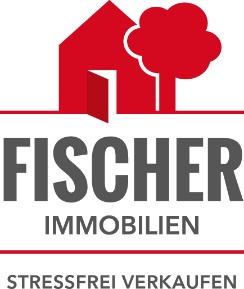 FISCHER
IMMOBILIEN
STRESSFREI VERKAUFEN